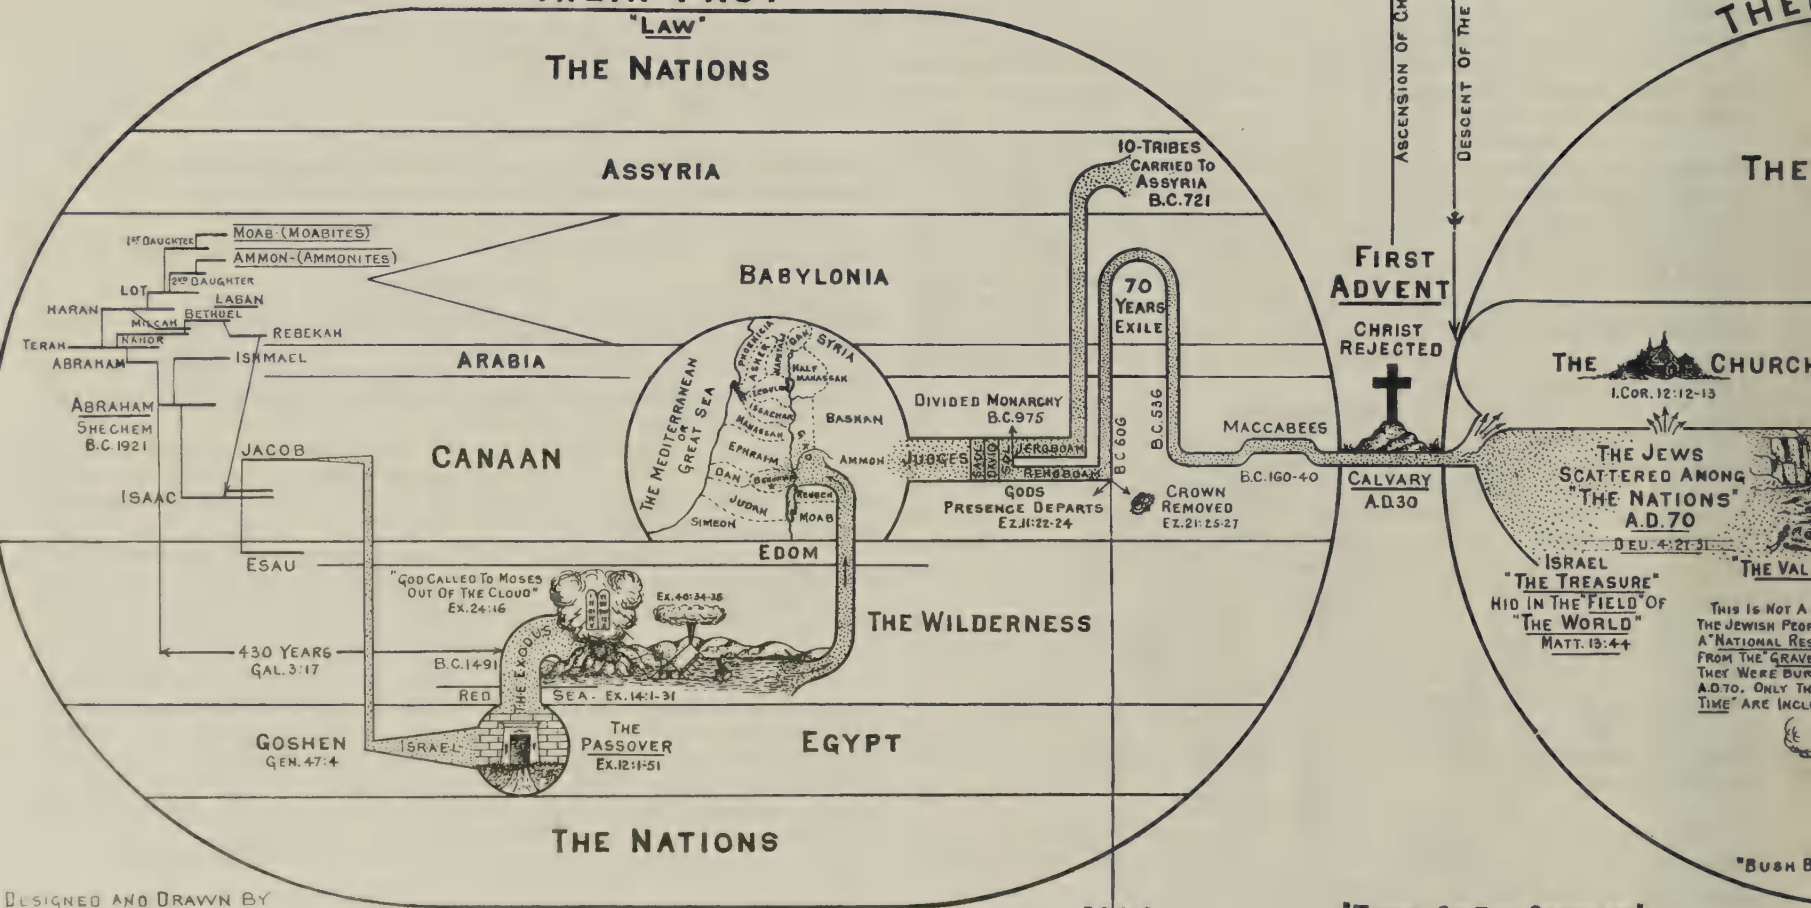 "LAW"
THE NATIONS
ASSYRIA
10-TRIBES
CARRIED TO
ASSYRIA
B.C. 721
1ST DAUGHTER
MOAB-(MOABITES)
AMMON-(AMMONITES)
2ND DAUGHTER
LOT
LABAN
HARAN
BETHUEL
MILCAH
NAHOR
REBEKAH
TERAH
ISHMAEL
ABRAHAM
ABRAHAM
SHECHEM
B.C. 1921
JACOB
ISAAC
ESAU
BABYLONIA
ARABIA
CANAAN
THE MEDITERRANEAN
OR
GREAT SEA
PHOENICIA
ASHER
DAN
SYRIA
HALF
MANASSAH
ISSACHAR
MANASSAH
BASHAN
EPHRAIM
DAN
AMMON
JUDAH
REUBEN
SIMEON
MOAB
EDOM
JUDGES
SAUL
DAVID
SOL
JEROBOAM
REHOBOAM
DIVIDED MONARCHY
B.C. 975
GODS
PRESENCE DEPARTS
EZ. 11:22-24
70
YEARS
EXILE
B.C 606
B.C. 536
CROWN
REMOVED
EZ. 21:25-27
MACCABEES
B.C. 160-40
"GOD CALLED TO MOSES
OUT OF THE CLOUD"
EX. 24:16
EX. 40:34-38
THE WILDERNESS
430 YEARS
GAL. 3:17
B.C. 1491
THE EXODUS
RED SEA - EX. 14:1-31
GOSHEN
GEN. 47:4
ISRAEL
THE
PASSOVER
EX. 12:1-51
EGYPT
THE NATIONS
DESIGNED AND DRAWN BY
ASCENSION OF CH
DESCENT OF THE
FIRST
ADVENT
CHRIST
REJECTED
CALVARY
A.D. 30
THE
THE CHURCH
I. COR. 12:12-13
THE JEWS
SCATTERED AMONG
"THE NATIONS"
A.D. 70
DEU. 4:27-31
ISRAEL
"THE TREASURE"
HID IN THE "FIELD" OF
"THE WORLD"
MATT. 13:44
"THE VAL
THIS IS NOT A
THE JEWISH PEOP
A "NATIONAL RES
FROM THE "GRAVE
THEY WERE BUR
A.D. 70. ONLY TH
TIME" ARE INCL
"BUSH B